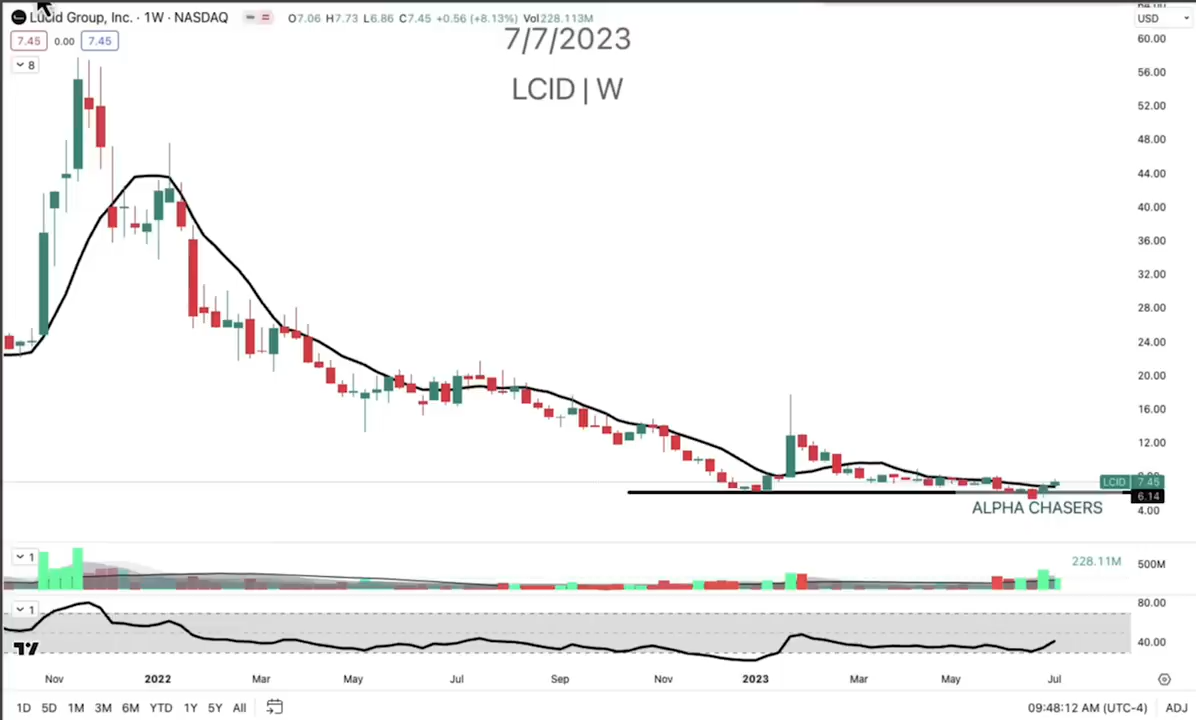 Lucid Group, Inc. · 1W · NASDAQ
O7.06 H7.73 L6.86 C7.45 +0.56 (+8.13%) Vol228.113M
USD
7.45 0.00 7.45
8
7/7/2023
LCID | W
60.00
56.00
52.00
48.00
44.00
40.00
36.00
32.00
28.00
24.00
20.00
16.00
12.00
LCID 7.45
6.14
4.00
ALPHA CHASERS
1
228.11M
500M
1
80.00
40.00
Nov 2022 Mar May Jul Sep Nov 2023 Mar May Jul
1D 5D 1M 3M 6M YTD 1Y 5Y All 09:48:12 AM (UTC-4) ADJ